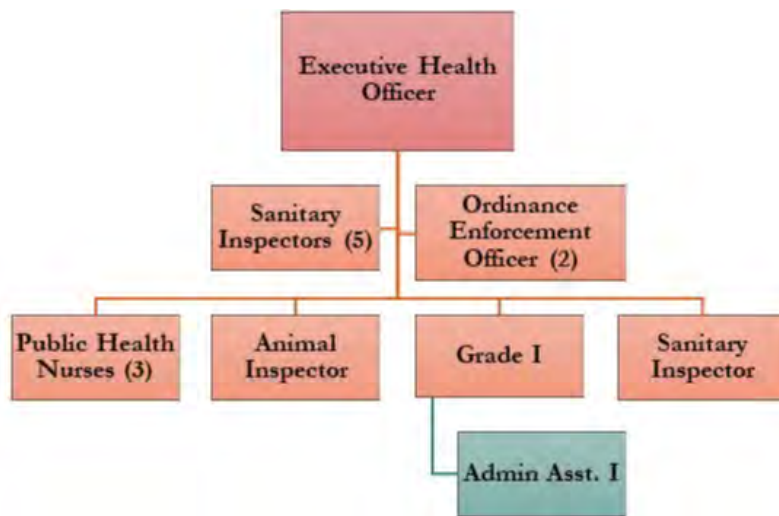 Executive Health
Officer
Sanitary
Inspectors (5)
Ordinance
Enforcement
Officer (2)
Public Health
Nurses (3)
Animal
Inspector
Grade I
Sanitary
Inspector
Admin Asst. I